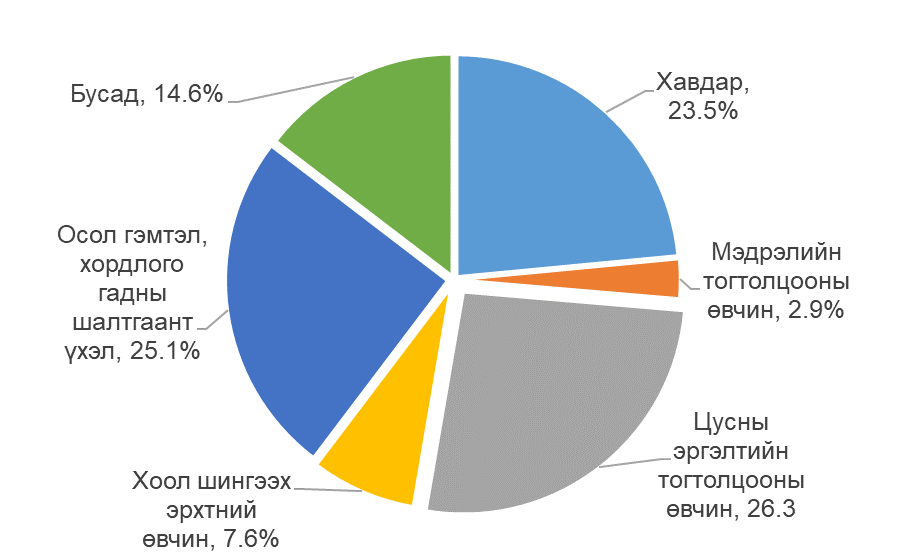 Бусад, 14.6%
Хавдар,
23.5%
Мэдрэлийн
тогтолцооны
өвчин, 2.9%
Осол гэмтэл,
хордлого
гадны
шалтгаант
үхэл, 25.1%
Цусны
эргэлтийн
тогтолцооны
өвчин, 26.3
Хоол шингээх
эрхтний
өвчин, 7.6%